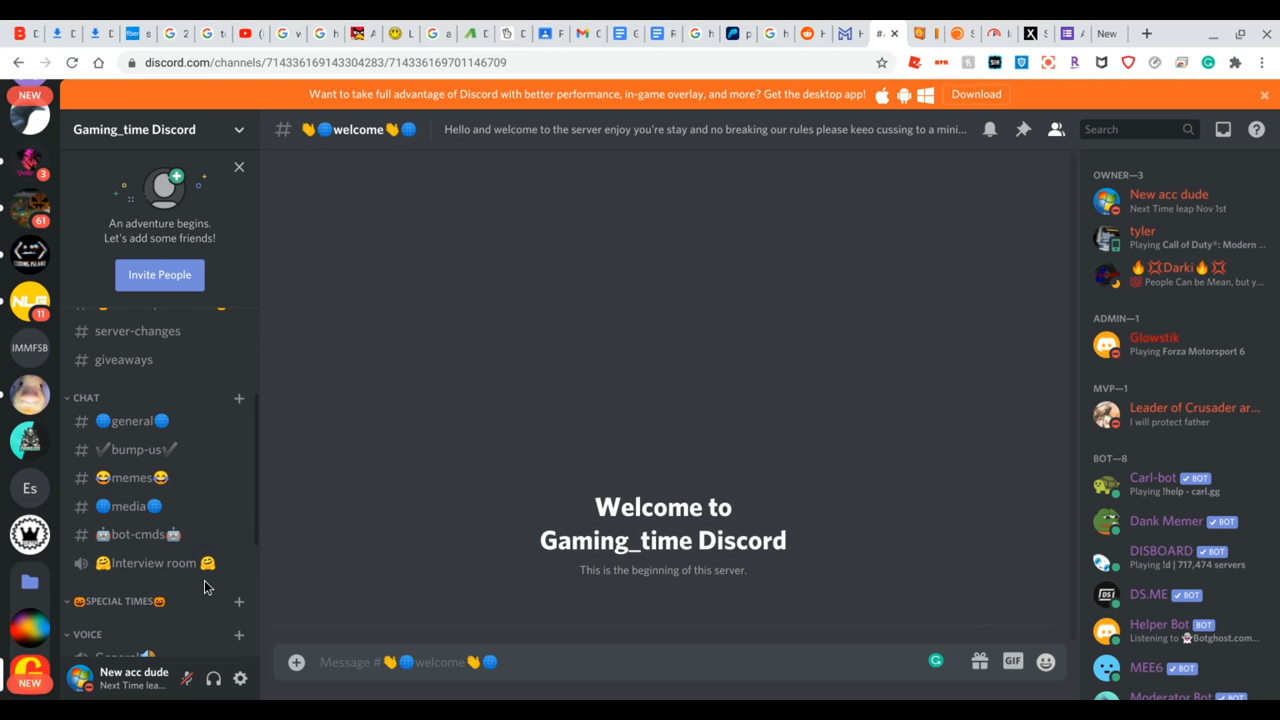 discord.com/channels/714336169143304283/714336169701146709
New
Want to take full advantage of Discord with better performance, in-game overlay, and more? Get the desktop app!
Download
NEW
3
61
NLG
11
IMMFSB
Es
NEW
Gaming_time Discord
An adventure begins.
Let's add some friends!
Invite People
# server-changes
# giveaways
CHAT
# 🌐general🌐
# ✔bump-us✔
# 😂memes😂
# 🌐media🌐
# 🤖bot-cmds🤖
🤗Interview room 🤗
🎃SPECIAL TIMES🎃
VOICE
General🔊
New acc dude
Next Time lea...
# 👋🌐welcome👋🌐
Hello and welcome to the server enjoy you're stay and no breaking our rules please keeo cussing to a mini...
Search
Welcome to
Gaming_time Discord
This is the beginning of this server.
Message #👋🌐welcome👋🌐
GIF
OWNER—3
New acc dude
Next Time leap Nov 1st
tyler
Playing Call of Duty®: Modern ...
🔥💢Darki🔥💢
💯People Can be Mean, but y...
ADMIN—1
Glowstik
Playing Forza Motorsport 6
MVP—1
Leader of Crusader ar...
I will protect father
BOT—8
Carl-bot ✔BOT
Playing !help - carl.gg
Dank Memer ✔BOT
DISBOARD ✔BOT
Playing !d | 717,474 servers
DS.ME ✔BOT
Helper Bot ✔BOT
Listening to 👻Botghost.com...
MEE6 ✔BOT
Moderator Bot ✔BOT